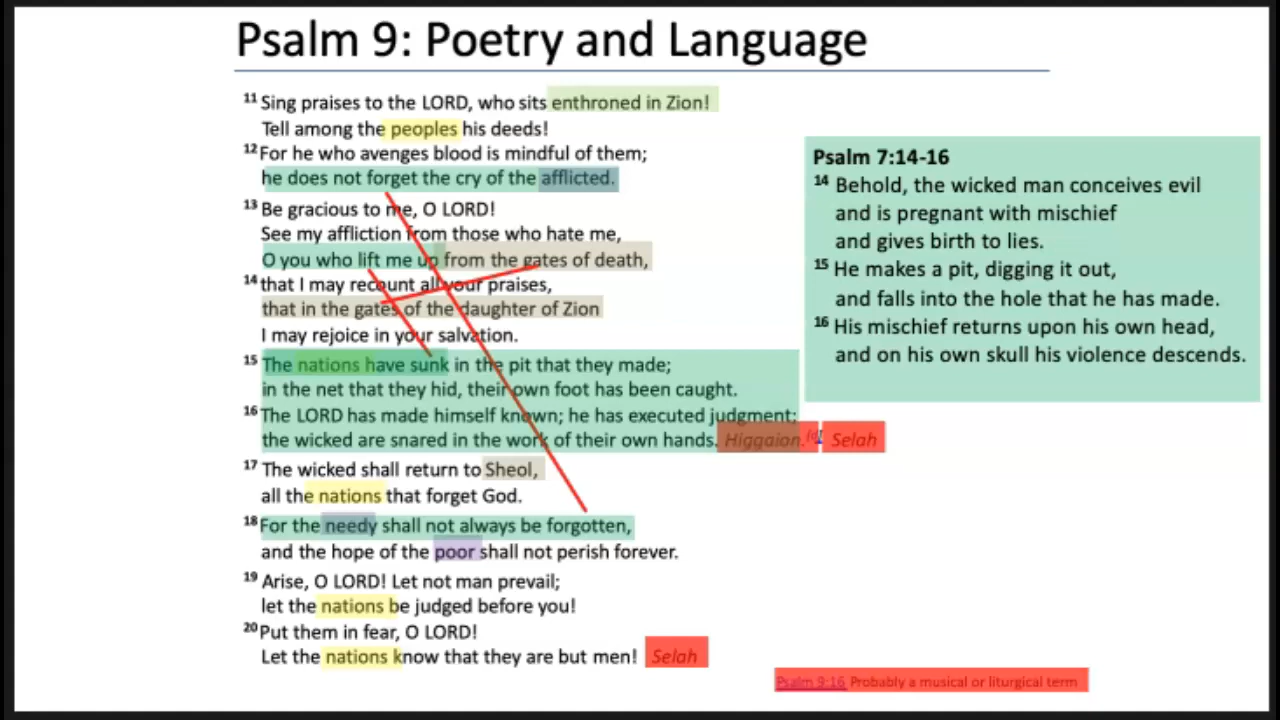 Psalm 9: Poetry and Language
11 Sing praises to the LORD, who sits enthroned in Zion!
Tell among the peoples his deeds!
12 For he who avenges blood is mindful of them;
he does not forget the cry of the afflicted.
13 Be gracious to me, O LORD!
See my affliction from those who hate me,
O you who lift me up from the gates of death,
14 that I may recount all your praises,
that in the gates of the daughter of Zion
I may rejoice in your salvation.
15 The nations have sunk in the pit that they made;
in the net that they hid, their own foot has been caught.
16 The LORD has made himself known; he has executed judgment;
the wicked are snared in the work of their own hands. Higgaion.[d] Selah
17 The wicked shall return to Sheol,
all the nations that forget God.
18 For the needy shall not always be forgotten,
and the hope of the poor shall not perish forever.
19 Arise, O LORD! Let not man prevail;
let the nations be judged before you!
20 Put them in fear, O LORD!
Let the nations know that they are but men! Selah
Psalm 7:14-16
14 Behold, the wicked man conceives evil
and is pregnant with mischief
and gives birth to lies.
15 He makes a pit, digging it out,
and falls into the hole that he has made.
16 His mischief returns upon his own head,
and on his own skull his violence descends.
Psalm 9:16 Probably a musical or liturgical term